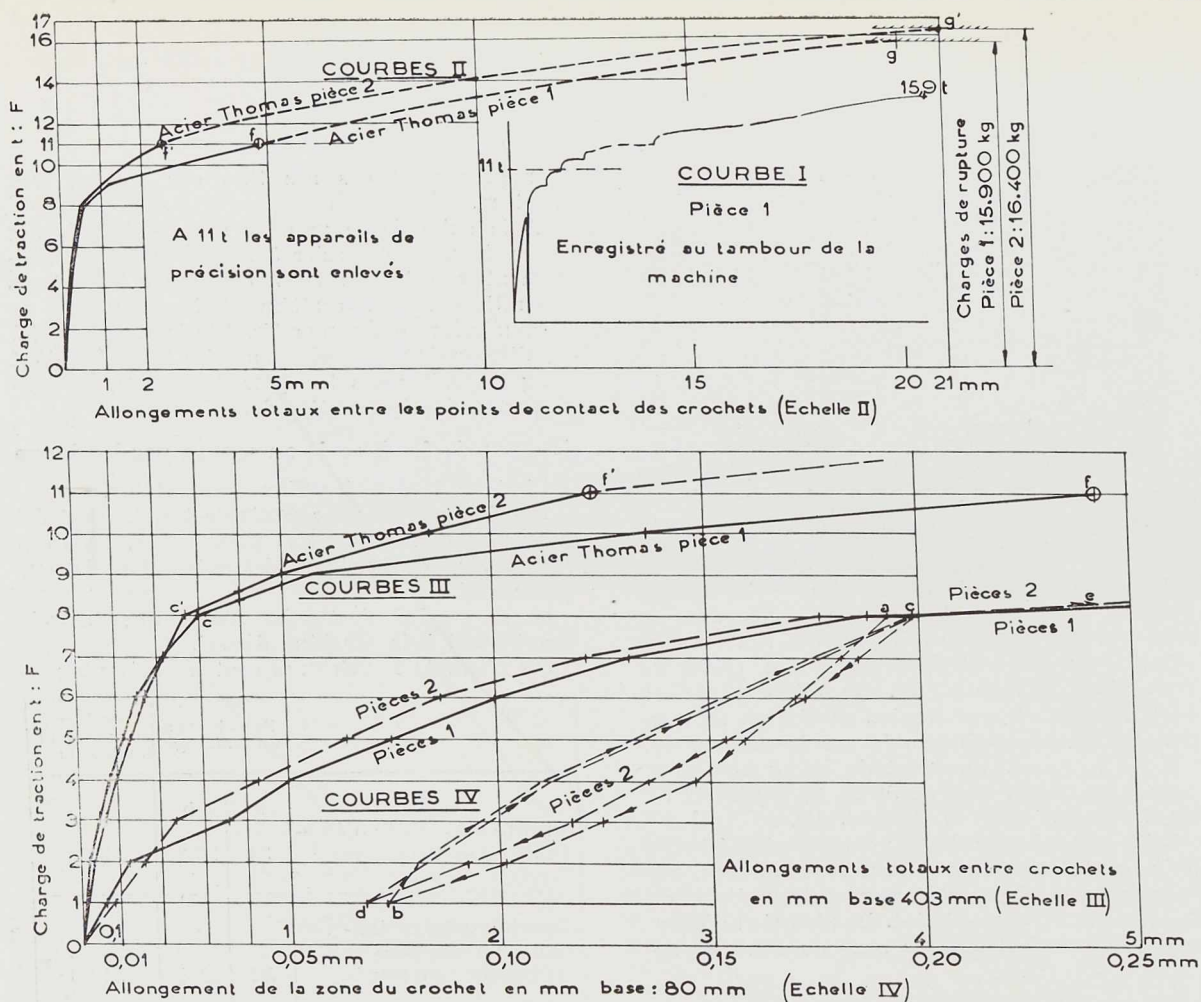 17
16
14
12
11
10
8
6
4
2
0
Charge de traction en t : F
COURBES II
Acier Thomas pièce 2
Acier Thomas pièce 1
f'
f
g'
g
A 11 t les appareils de
précision sont enlevés
15,9 t
11 t
COURBE I
Pièce 1
Enregistré au tambour de la
machine
Charges de rupture
Pièce 1 : 15.900 kg
Pièce 2 : 16.400 kg
1 2 5 mm 10 15 20 21 mm
Allongements totaux entre les points de contact des crochets (Echelle II)
12
11
10
9
8
7
6
5
4
3
2
1
0
Charge de traction en t : F
f'
f
Acier Thomas pièce 2
Acier Thomas pièce 1
COURBES III
c'
c
a c e
Pièces 2
Pièces 1
Pièces 2
Pièces 1
COURBES IV
Pièces 2
d b
Allongements totaux entre crochets
en mm base 403 mm (Echelle III)
0,1 1 2 3 4 5 mm
0,01 0,05 mm 0,10 0,15 0,20 0,25 mm
Allongement de la zone du crochet en mm base : 80 mm (Echelle IV)